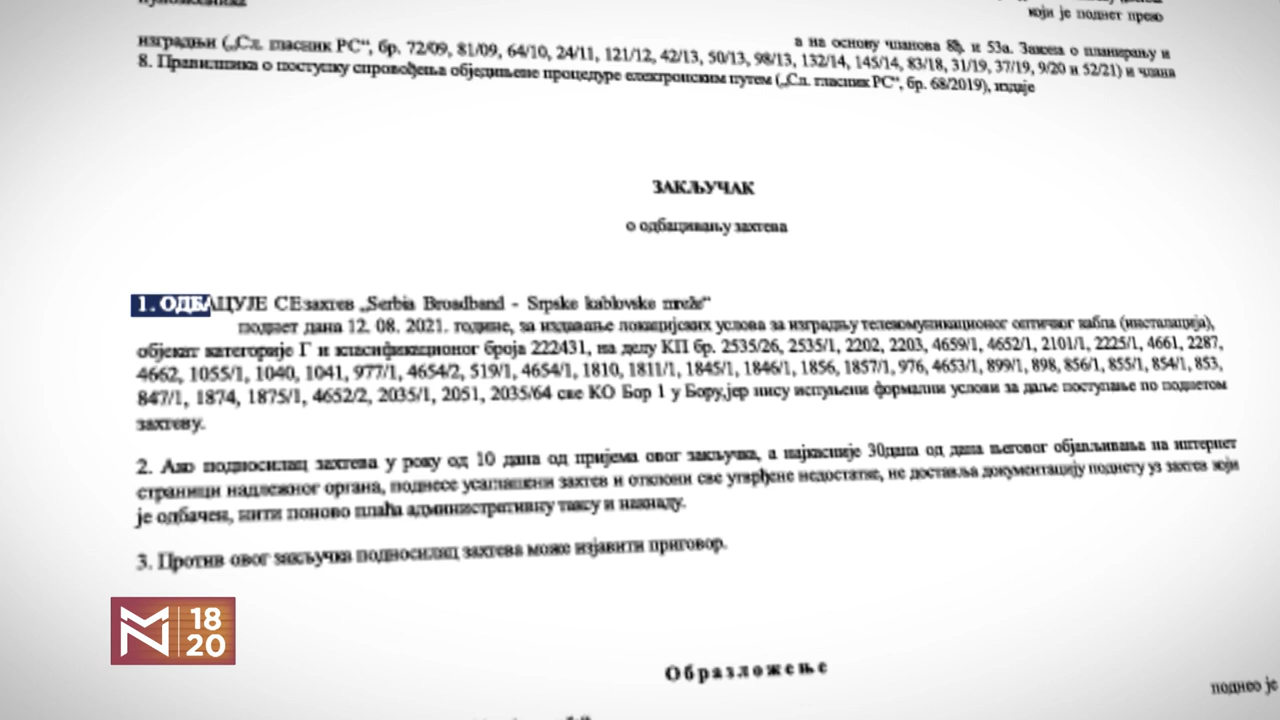 који је поднет преко
а на основу чланова 8ђ. и 53а. Закона о планирању и
изградњи („Сл. гласник РС“, бр. 72/09, 81/09, 64/10, 24/11, 121/12, 42/13, 50/13, 98/13, 132/14, 145/14, 83/18, 31/19, 37/19, 9/20 и 52/21) и члана
8. Правилника о поступку спровођења обједињене процедуре електронским путем („Сл. гласник РС“, бр. 68/2019), издаје
ЗАКЉУЧАК
о одбацивању захтева
1. ОДБАЦУЈЕ СЕ захтев „Serbia Broadband - Srpske kablovske mreže“
поднет дана 12. 08. 2021. године, за издавање локацијских услова за изградњу телекомуникационог оптичког кабла (инсталација),
објекат категорије Г и класификационог броја 222431, на делу КП бр. 2535/26, 2535/1, 2202, 2203, 4659/1, 4652/1, 2101/1, 2225/1, 4661, 2287,
4662, 1055/1, 1040, 1041, 977/1, 4654/2, 519/1, 4654/1, 1810, 1811/1, 1845/1, 1846/1, 1856, 1857/1, 976, 4653/1, 899/1, 898, 856/1, 855/1, 854/1, 853,
847/1, 1874, 1875/1, 4652/2, 2035/1, 2051, 2035/64 све КО Бор 1 у Бору,јер нису испуњени формални услови за даље поступање по поднетом
захтеву.
2. Ако подносилац захтева у року од 10 дана од пријема овог закључка, а најкасније 30дана од дана његовог објављивања на интернет
страници надлежног органа, поднесе усаглашени захтев и отклони све утврђене недостатке, не доставља документацију поднету уз захтев који
је одбачен, нити поново плаћа административну таксу и накнаду.
3. Против овог закључка подносилац захтева може изјавити приговор.
18
20
Образложење
поднео је